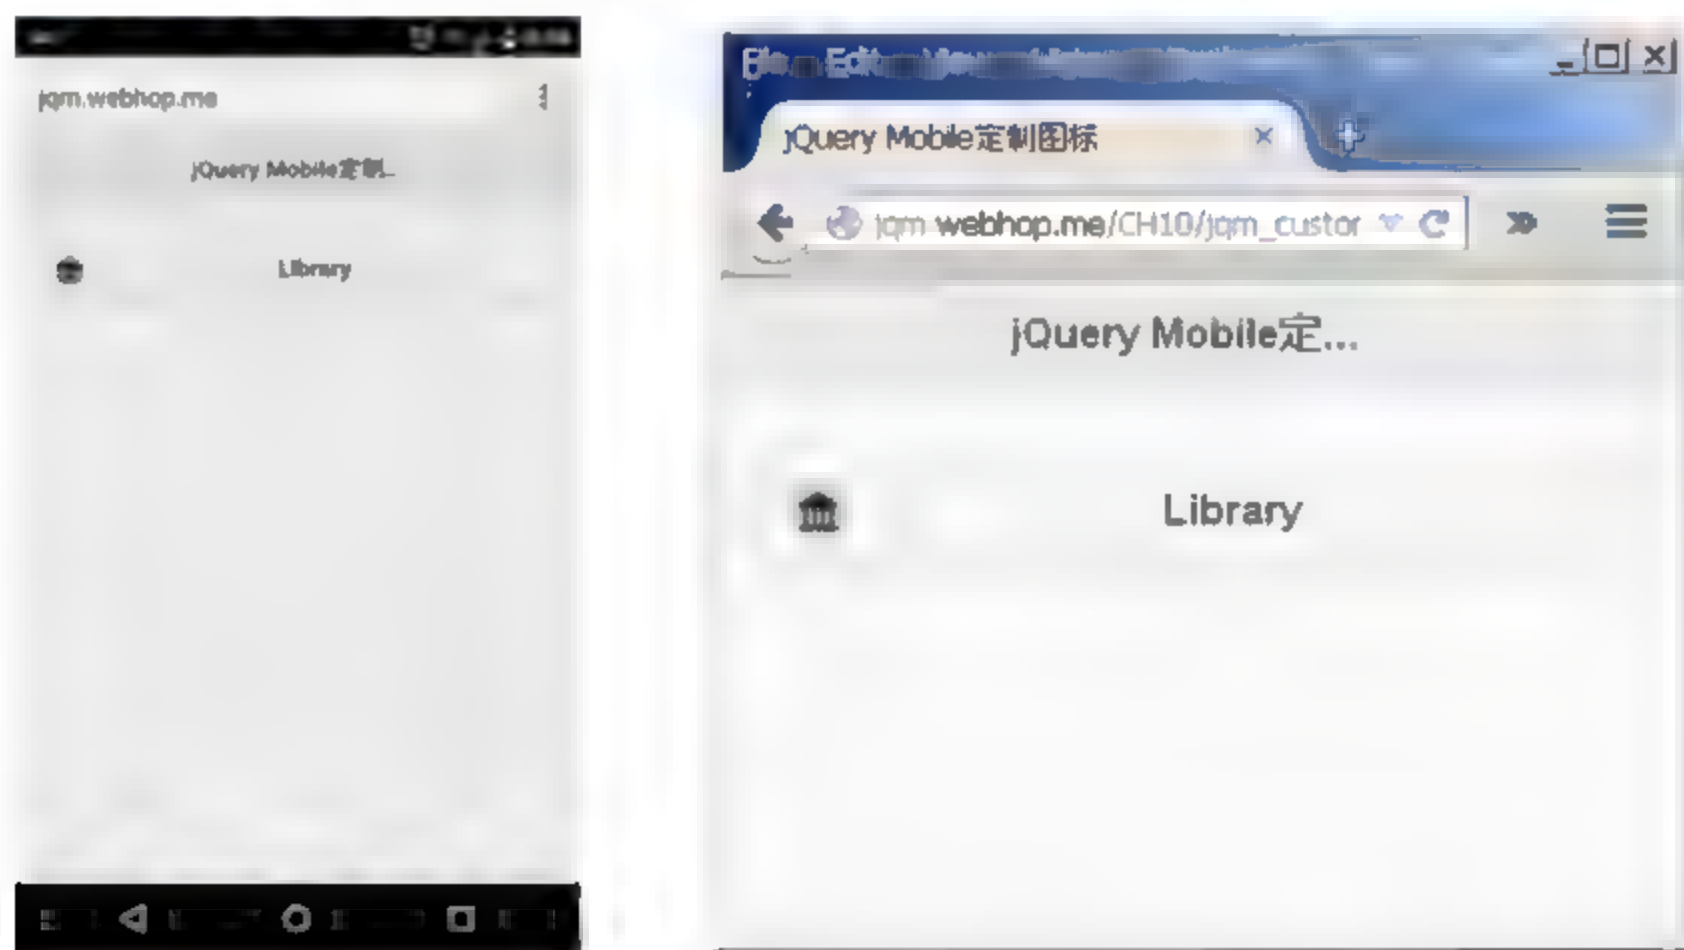 jqm.webhop.me
jQuery Mobile定制...
Library
Edit
jQuery Mobile定制图标
jqm.webhop.me/CH10/jqm_custor
jQuery Mobile定...
Library